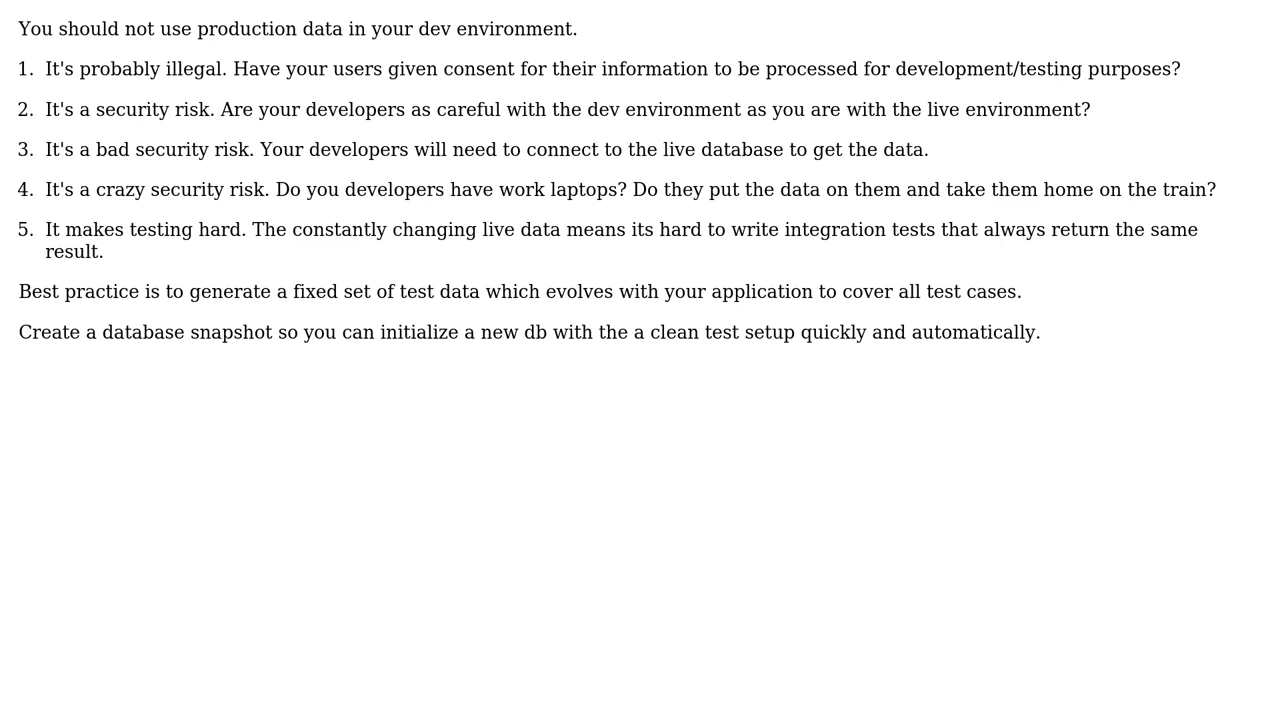 You should not use production data in your dev environment.
1. It's probably illegal. Have your users given consent for their information to be processed for development/testing purposes?
2. It's a security risk. Are your developers as careful with the dev environment as you are with the live environment?
3. It's a bad security risk. Your developers will need to connect to the live database to get the data.
4. It's a crazy security risk. Do you developers have work laptops? Do they put the data on them and take them home on the train?
5. It makes testing hard. The constantly changing live data means its hard to write integration tests that always return the same
result.
Best practice is to generate a fixed set of test data which evolves with your application to cover all test cases.
Create a database snapshot so you can initialize a new db with the a clean test setup quickly and automatically.